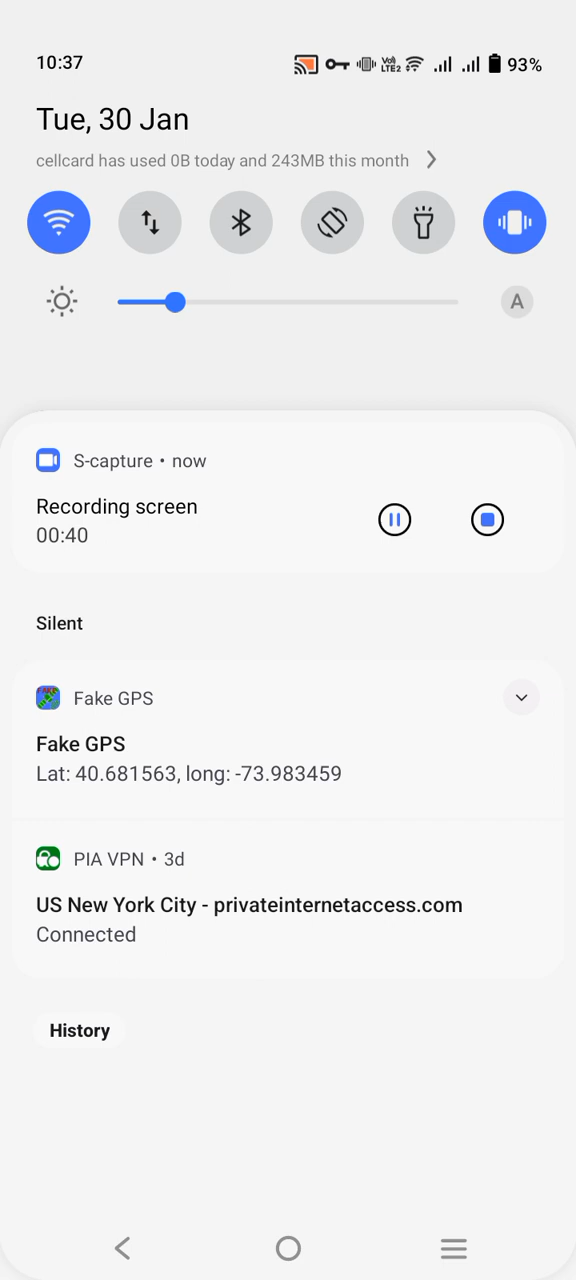 10:37
Vo)) LTE2
93%
Tue, 30 Jan
cellcard has used 0B today and 243MB this month
A
S-capture • now
Recording screen
00:40
Silent
Fake GPS
Fake GPS
Lat: 40.681563, long: -73.983459
PIA VPN • 3d
US New York City - privateinternetaccess.com
Connected
History